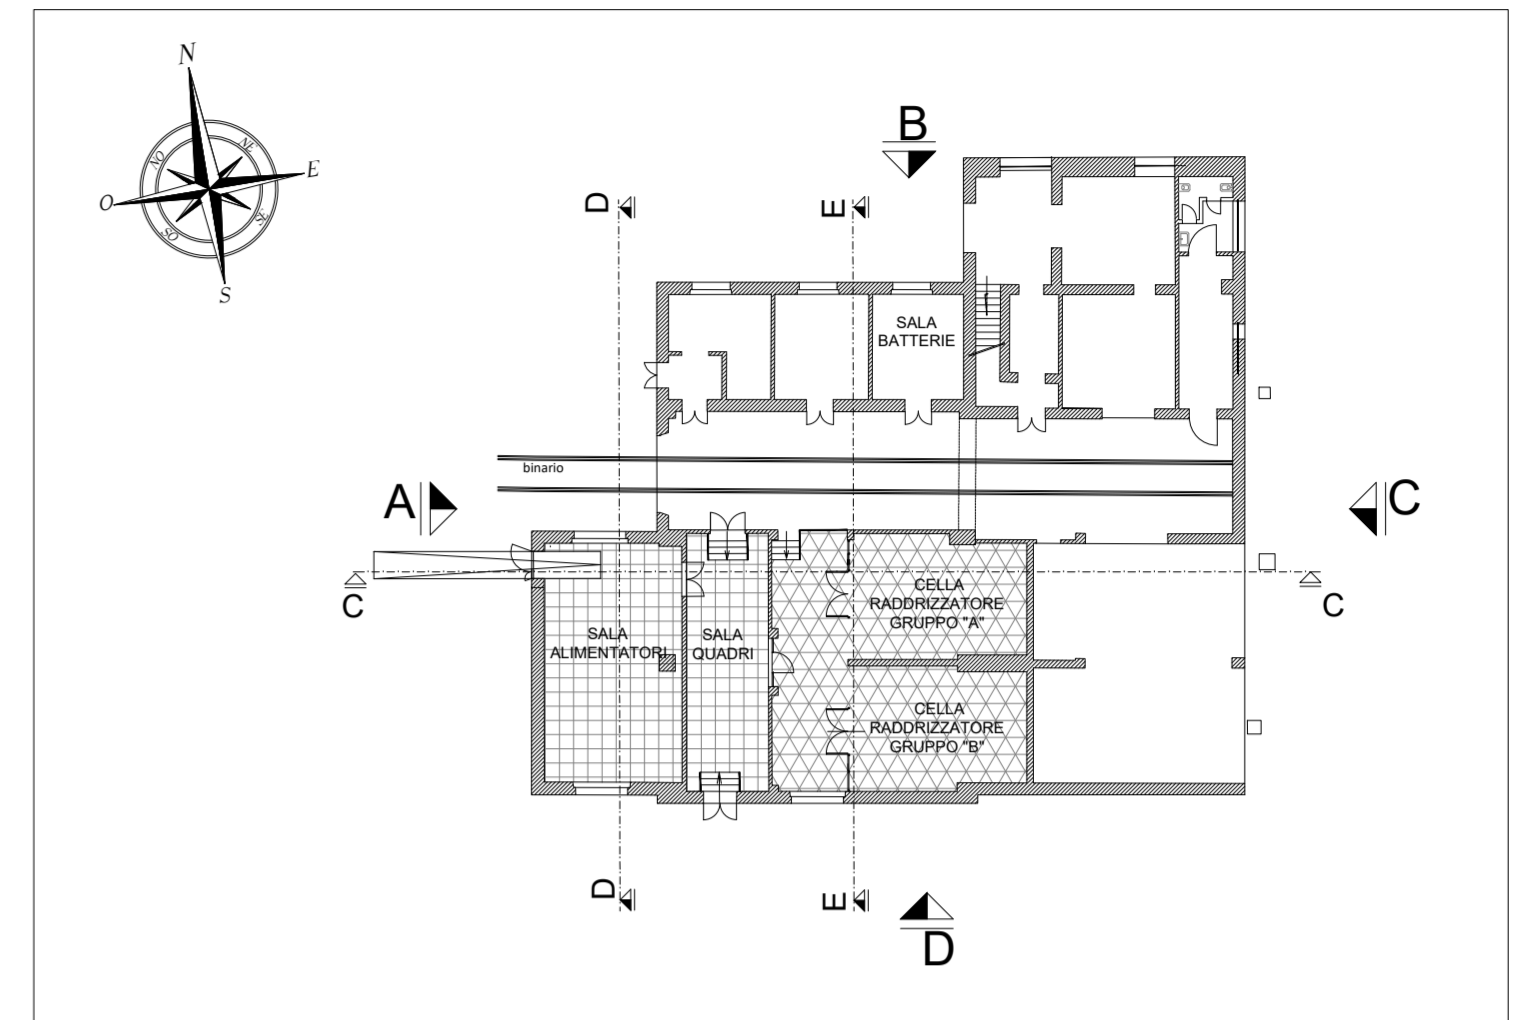 N
NO
NE
E
O
SO
SE
S
B
D
E
SALA
BATTERIE
binario
A
C
C
C
CELLA
RADDRIZZATORE
GRUPPO "A"
SALA
ALIMENTATORI
SALA
QUADRI
CELLA
RADDRIZZATORE
GRUPPO "B"
D
E
D